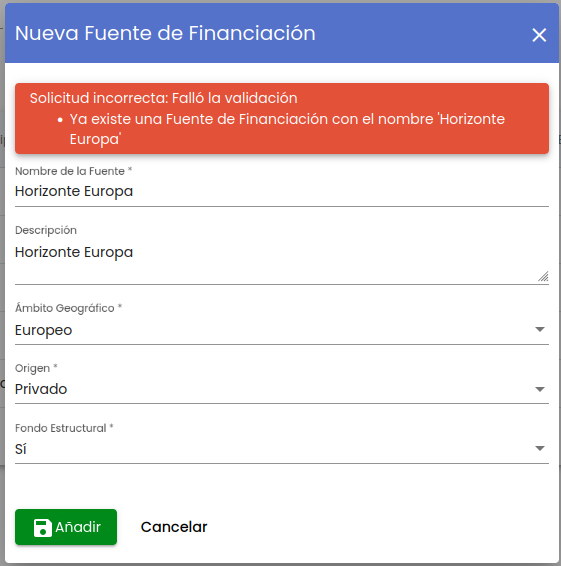 Nueva Fuente de Financiación
Solicitud incorrecta: Falló la validación
• Ya existe una Fuente de Financiación con el nombre 'Horizonte
Europa'
Nombre de la Fuente *
Horizonte Europa
Descripción
Horizonte Europa
Ámbito Geográfico *
Europeo
Origen *
Privado
Fondo Estructural *
Sí
Añadir
Cancelar